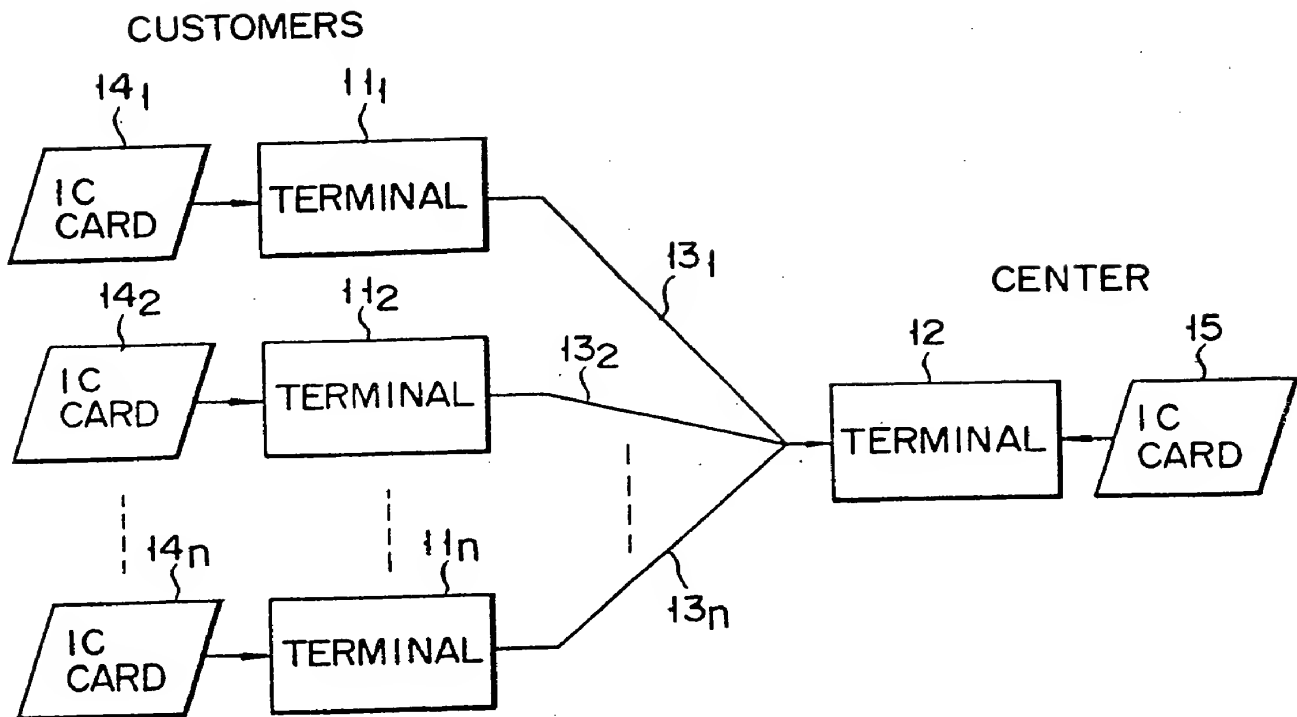 CUSTOMERS
14₁
11₁
IC
CARD
TERMINAL
13₁
CENTER
14₂
11₂
13₂
12
15
IC
CARD
TERMINAL
TERMINAL
IC
CARD
14n
11n
13n
IC
CARD
TERMINAL